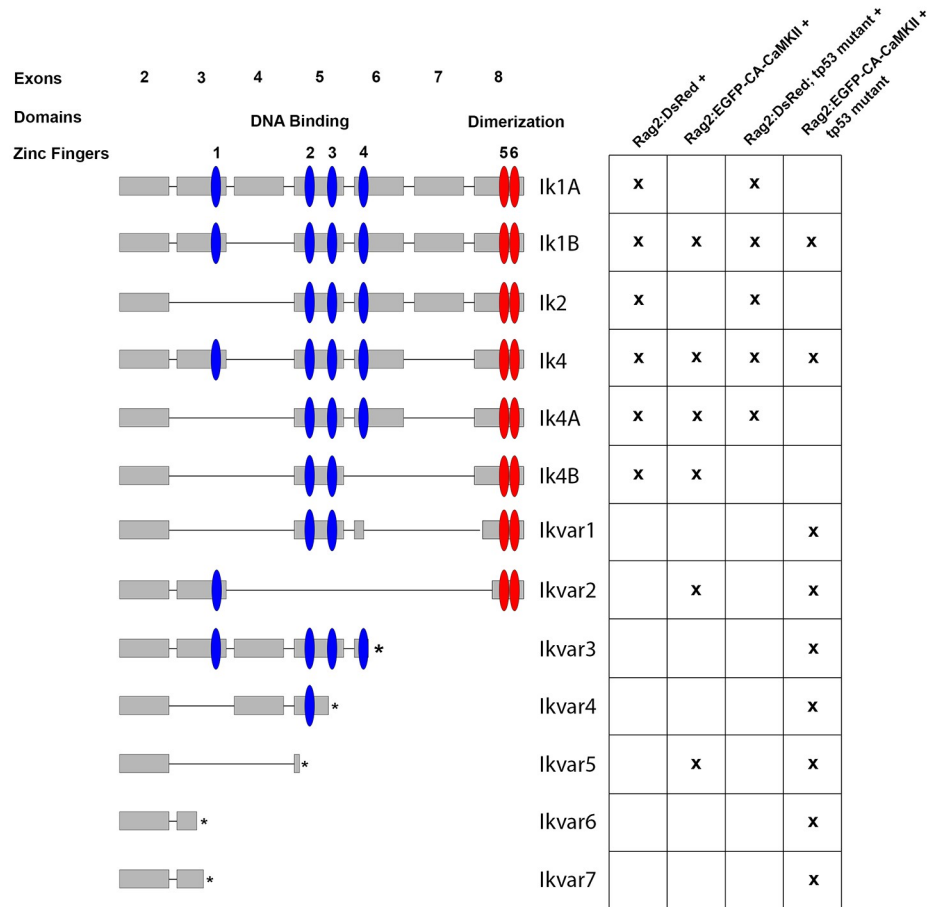 Rag2:DsRed +
Rag2:EGFP-CA-CaMKII +
Rag2:DsRed; tp53 mutant +
Rag2:EGFP-CA-CaMKII +
tp53 mutant
Exons 2 3 4 5 6 7 8
Domains DNA Binding Dimerization
Zinc Fingers 1 2 3 4 5 6
Ik1A x x
Ik1B x x x x
Ik2 x x
Ik4 x x x x
Ik4A x x x
Ik4B x x
Ikvar1 x
Ikvar2 x x
* Ikvar3 x
* Ikvar4 x
* Ikvar5 x x
* Ikvar6 x
* Ikvar7 x